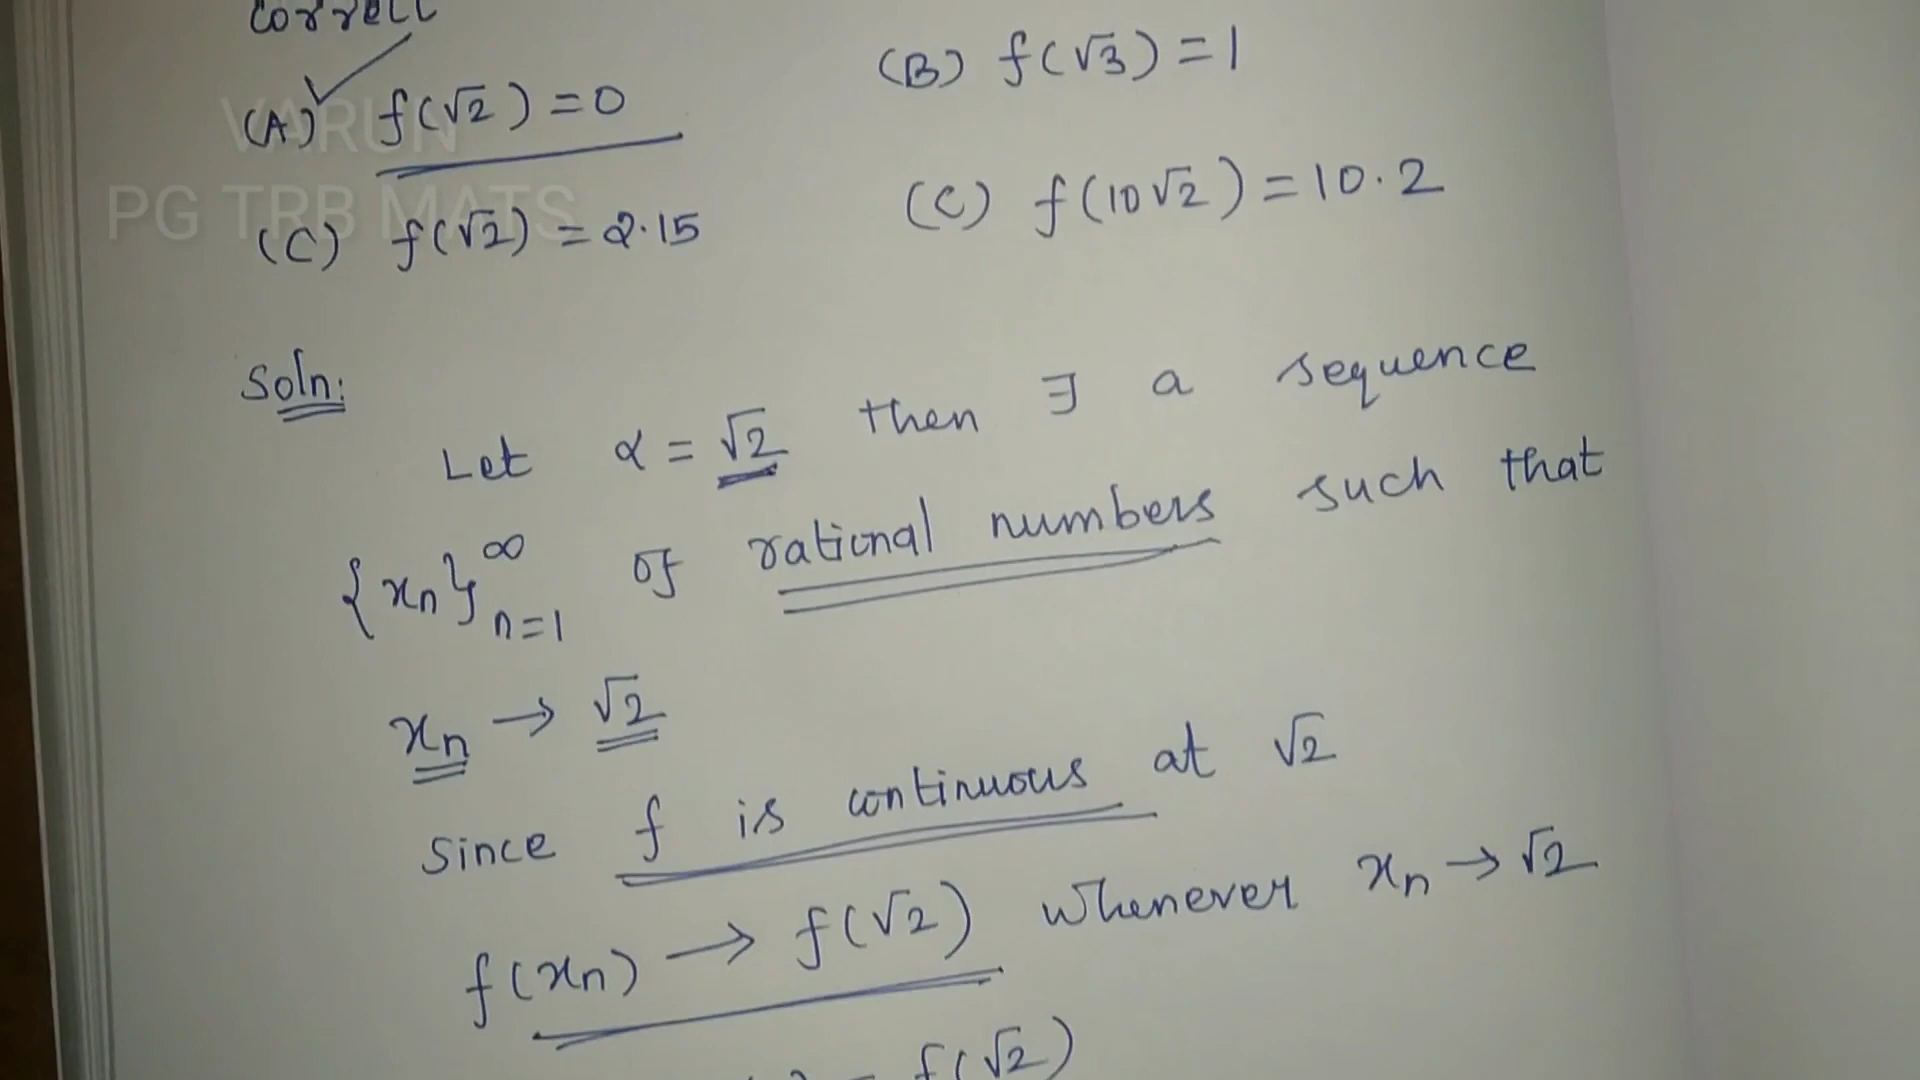 correct
(A) f(√2) = 0
(B) f(√3) = 1
VARUN
PG TRB MATS
(C) f(√2) = 2.15
(C) f(10√2) = 10.2
Soln:
Let α = √2 then ∃ a sequence
{xn}∞n=1 of rational numbers such that
xn → √2
Since f is continuous at √2
f(xn) → f(√2) whenever xn → √2
= f(√2)